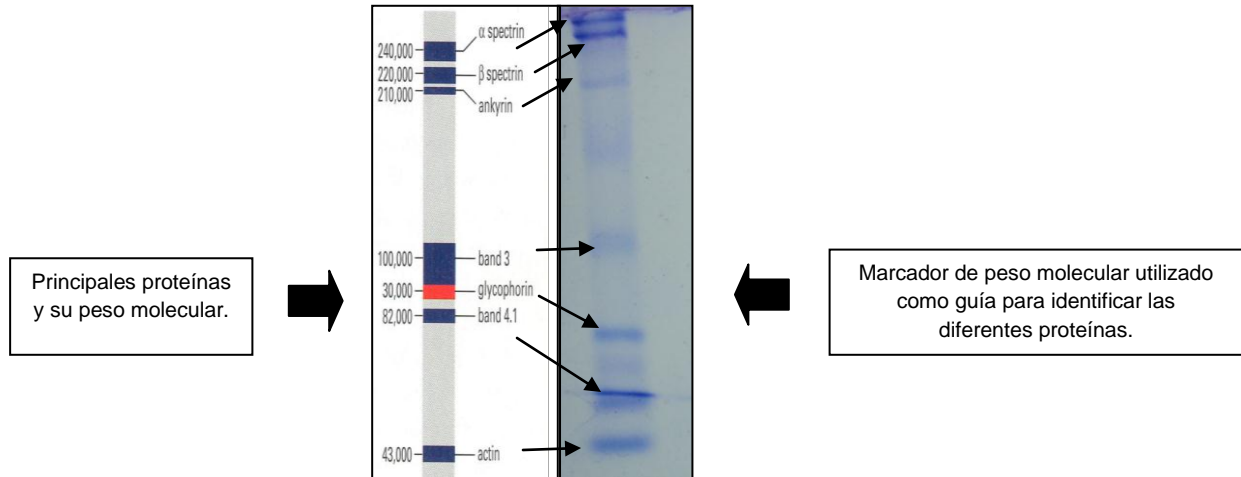 Principales proteínas
y su peso molecular.
240,000
220,000
210,000
100,000
30,000
82,000
43,000
α spectrin
β spectrin
ankyrin
band 3
glycophorin
band 4.1
actin
Marcador de peso molecular utilizado
como guía para identificar las
diferentes proteínas.